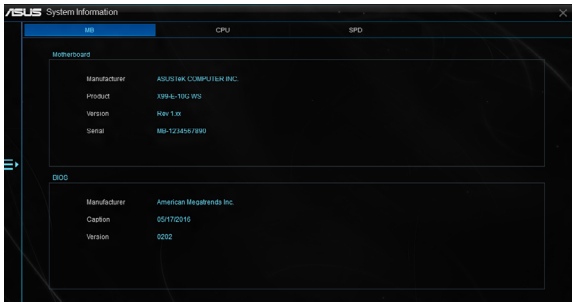 ASUS System Information
MB CPU SPD
Motherboard
Manufacturer ASUSTeK COMPUTER INC.
Product X99-E-10G WS
Version Rev 1.xx
Serial MB-1234567890
BIOS
Manufacturer American Megatrends Inc.
Caption 05/17/2016
Version 0202